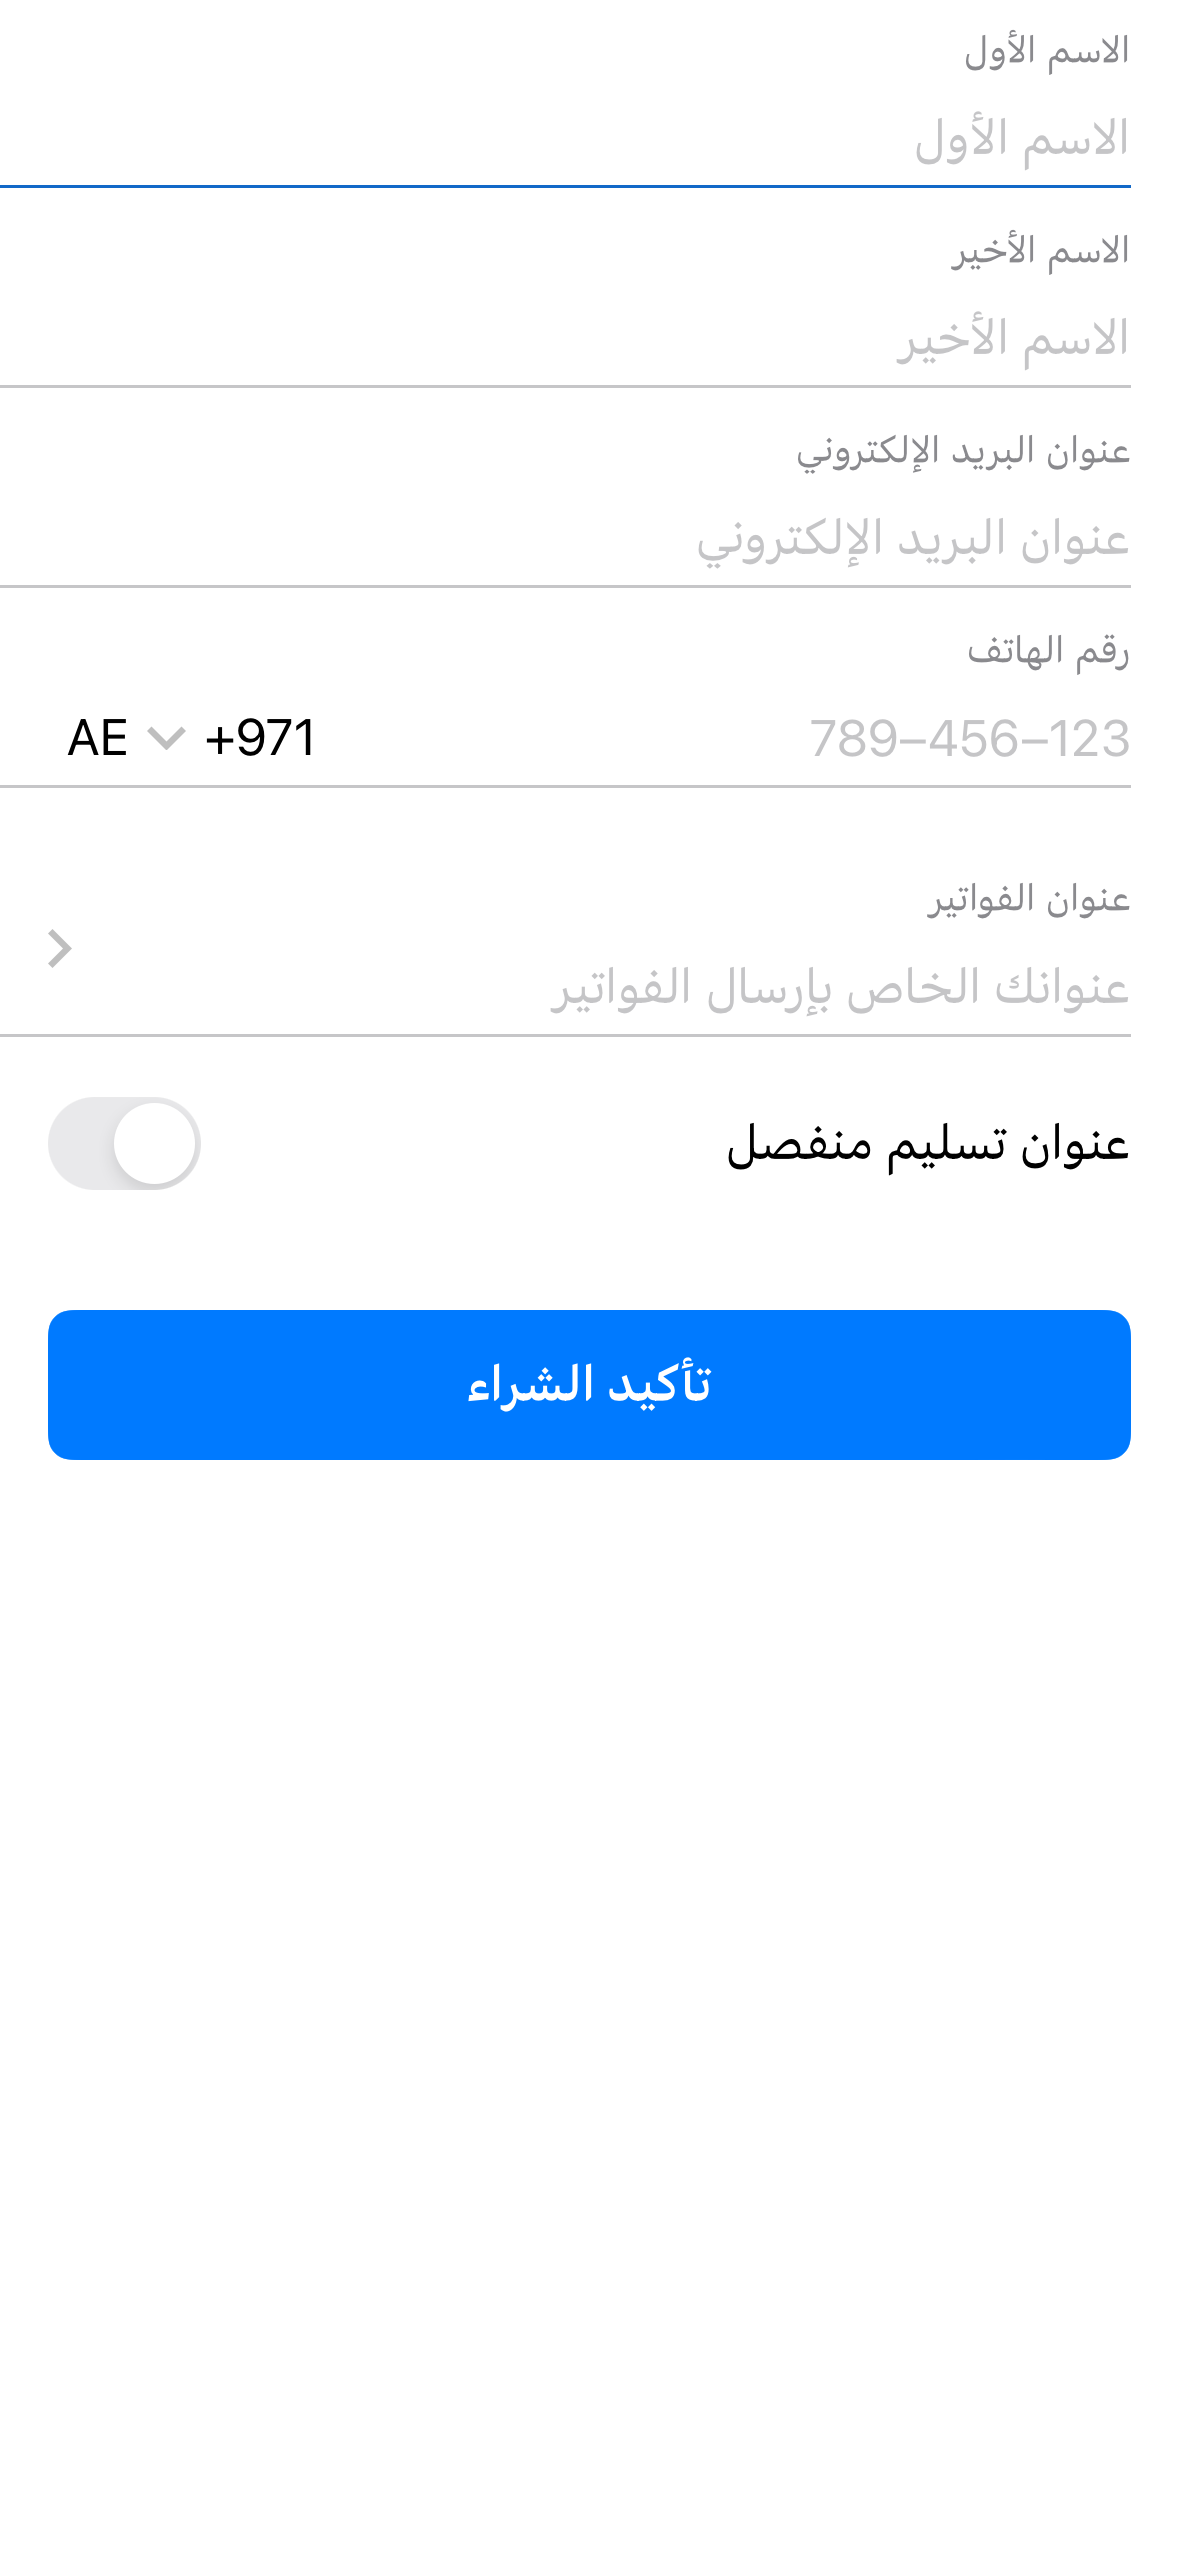 الاسم الأول
الاسم الأول
الاسم الأخير
الاسم الأخير
عنوان البريد الإلكتروني
عنوان البريد الإلكتروني
رقم الهاتف
789–456–123
+971 AE
عنوان الفواتير
عنوانك الخاص بإرسال الفواتير
عنوان تسليم منفصل
تأكيد الشراء